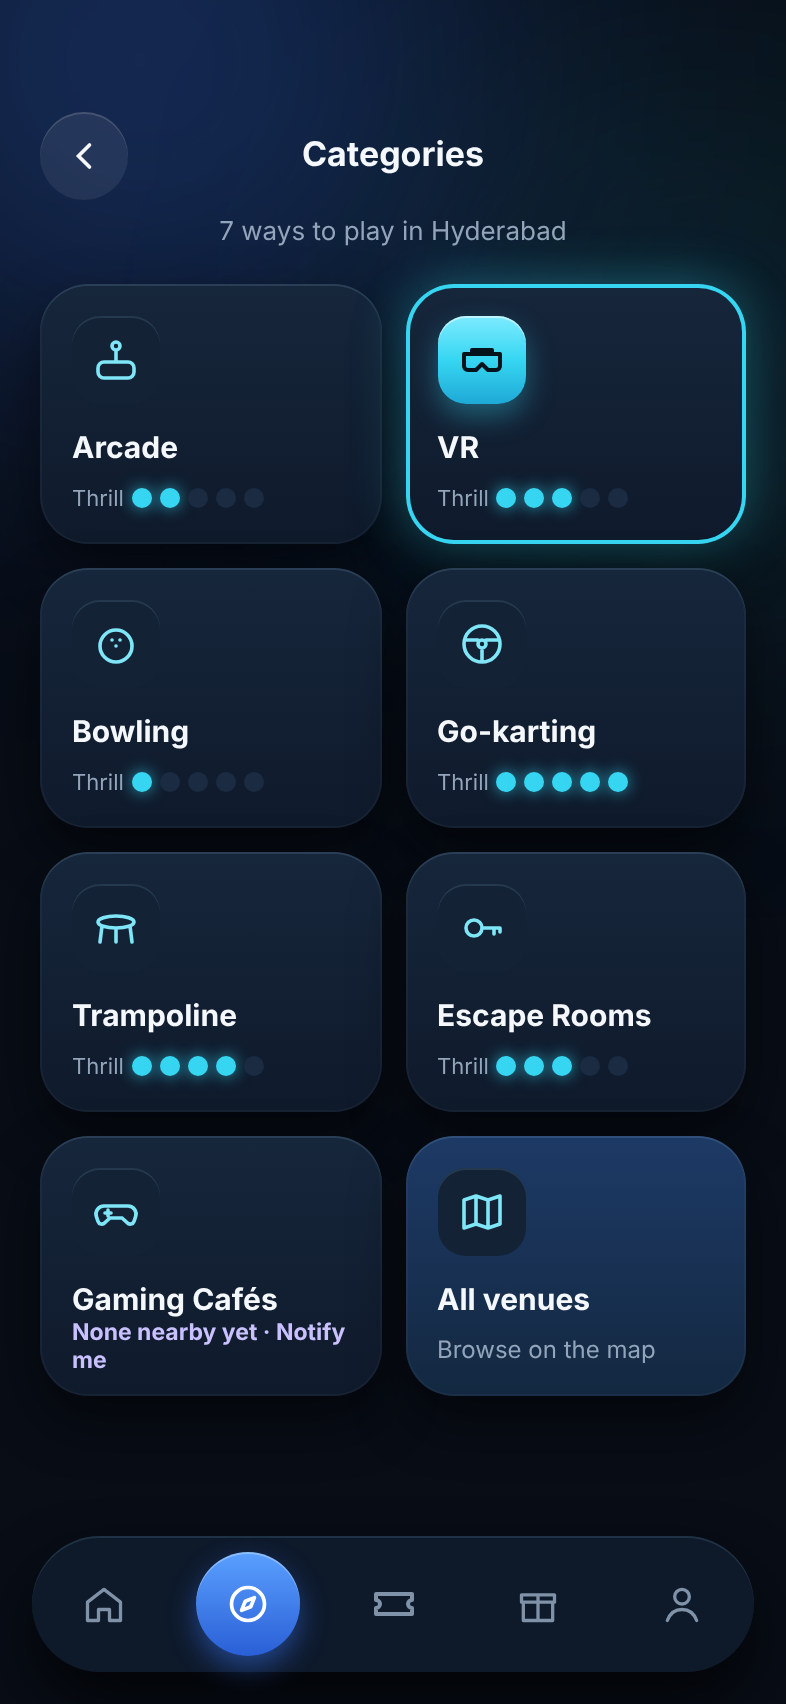 Categories
7 ways to play in Hyderabad
Arcade
Thrill
VR
Thrill
Bowling
Thrill
Go-karting
Thrill
Trampoline
Thrill
Escape Rooms
Thrill
Gaming Cafés
None nearby yet · Notify
me
All venues
Browse on the map